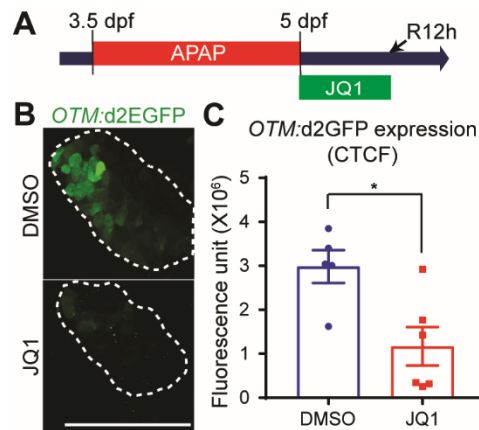 A
3.5 dpf
5 dpf
R12h
APAP
JQ1
B
OTM:d2EGFP
DMSO
JQ1
C
OTM:d2GFP expression
(CTCF)
*
Fluorescence unit (X10⁶)
5
4
3
2
1
0
DMSO
JQ1